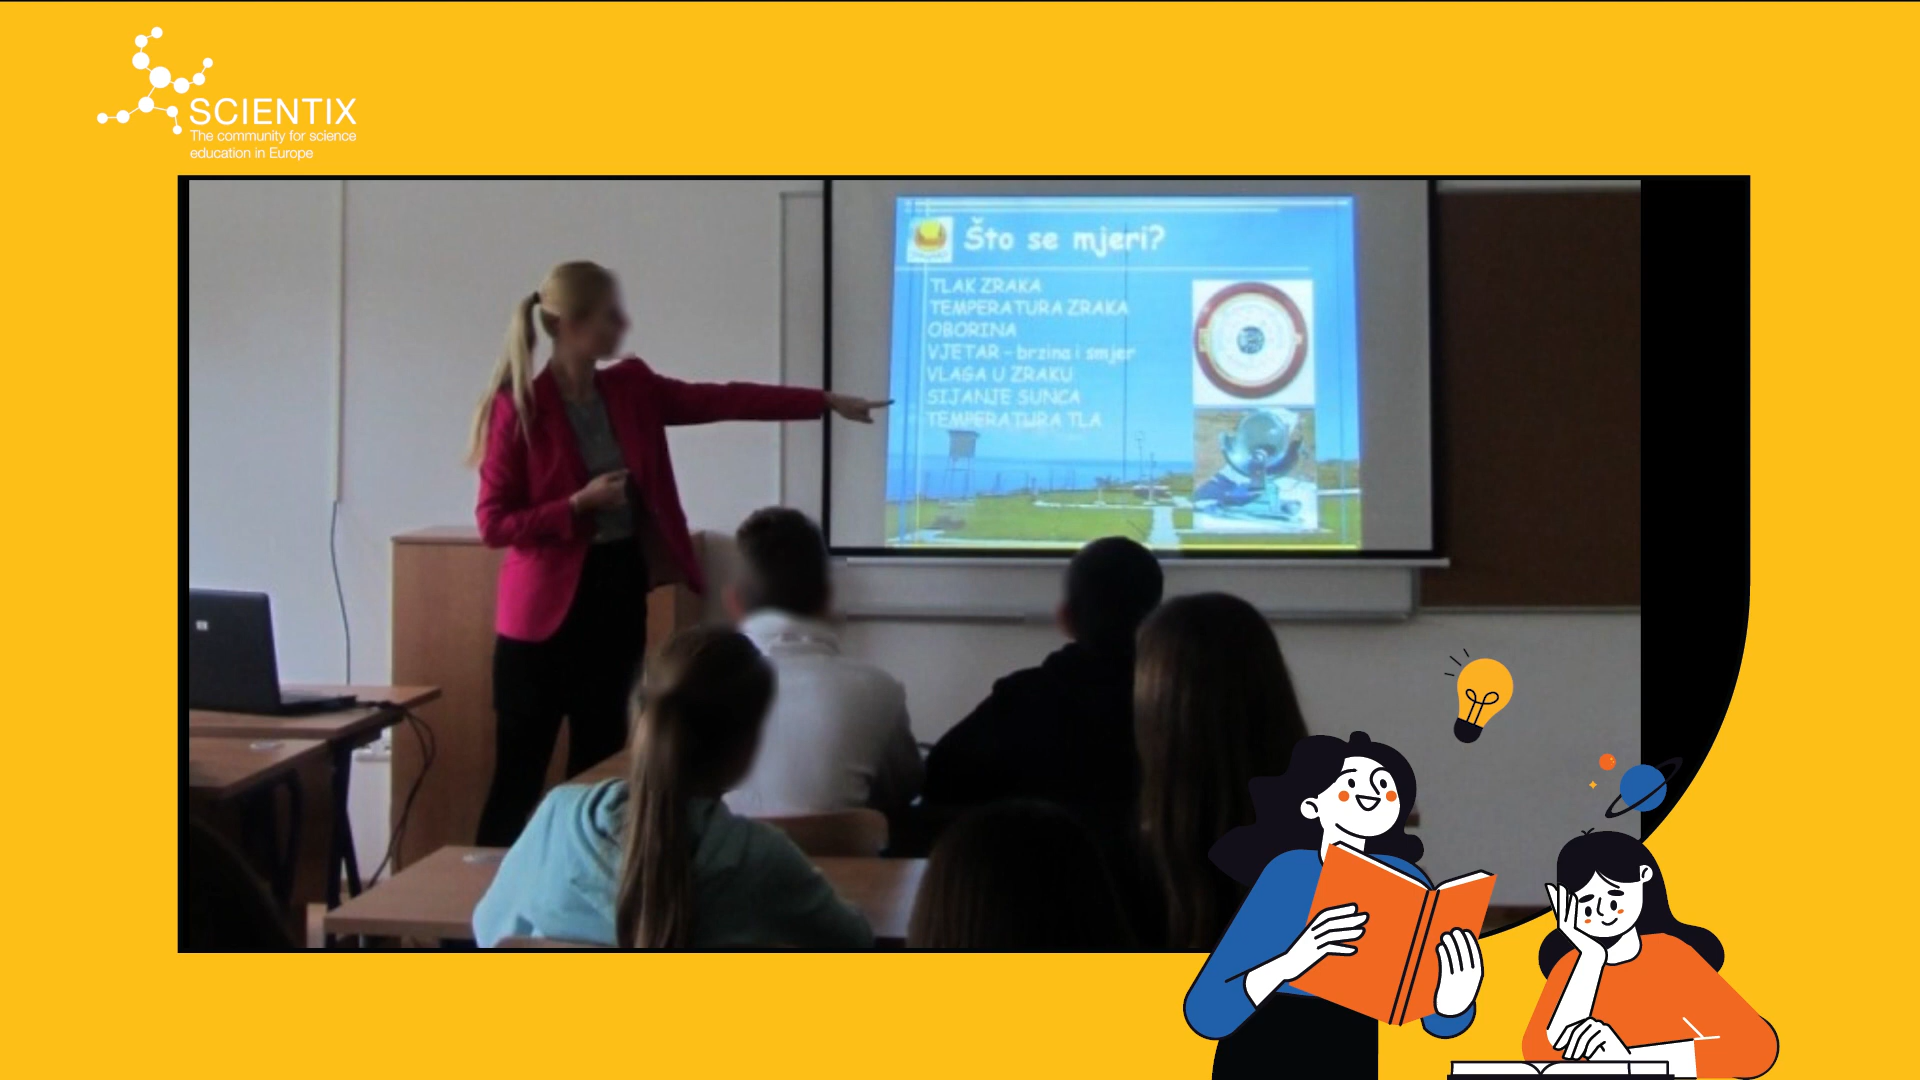 SCIENTIX
The community for science
education in Europe
Što se mjeri?
TLAK ZRAKA
TEMPERATURA ZRAKA
OBORINA
VJETAR - brzina i smjer
VLAGA U ZRAKU
SIJANJE SUNCA
TEMPERATURA TLA